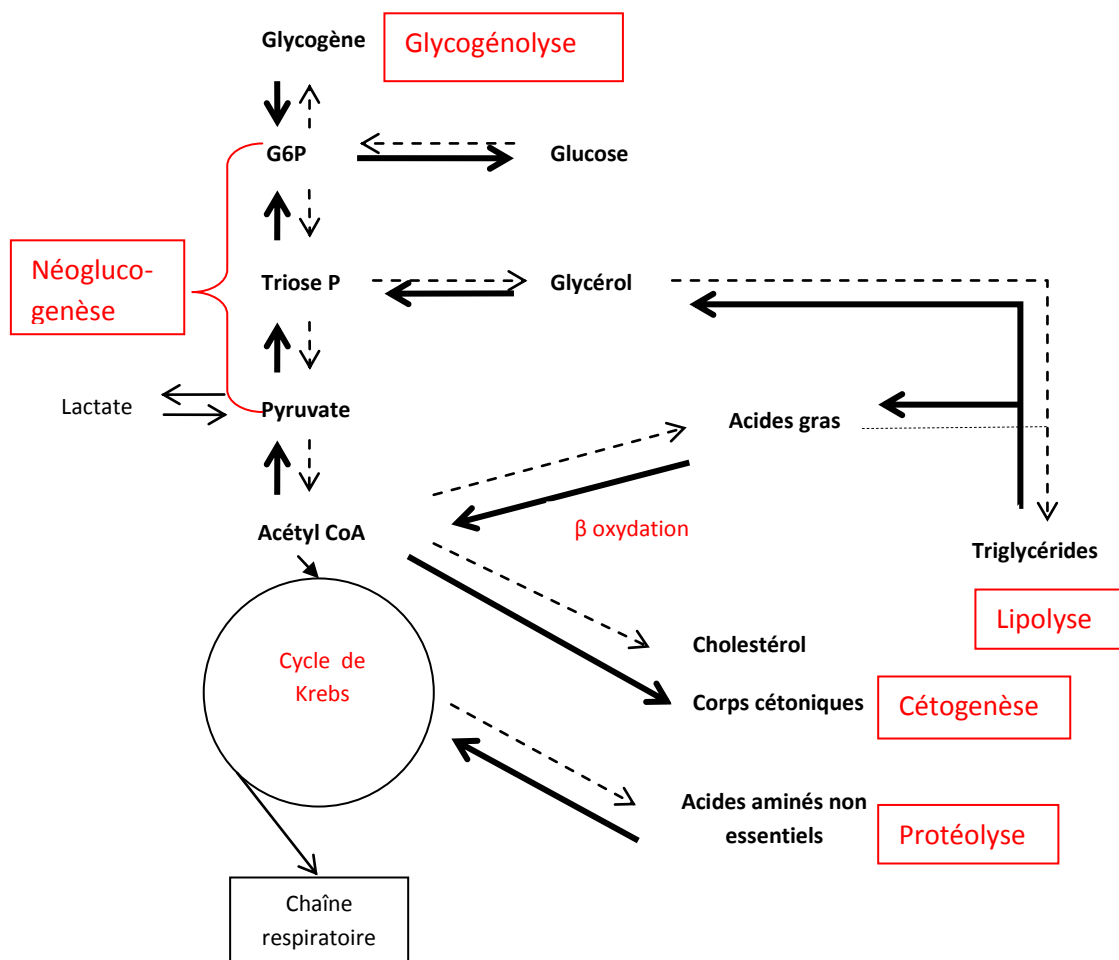 Glycogène
Glycogénolyse
G6P
Glucose
Néogluco-
genèse
Triose P
Glycérol
Lactate
Pyruvate
Acides gras
β oxydation
Acétyl CoA
Triglycérides
Lipolyse
Cycle de
Krebs
Cholestérol
Corps cétoniques
Cétogenèse
Acides aminés non
essentiels
Protéolyse
Chaîne
respiratoire